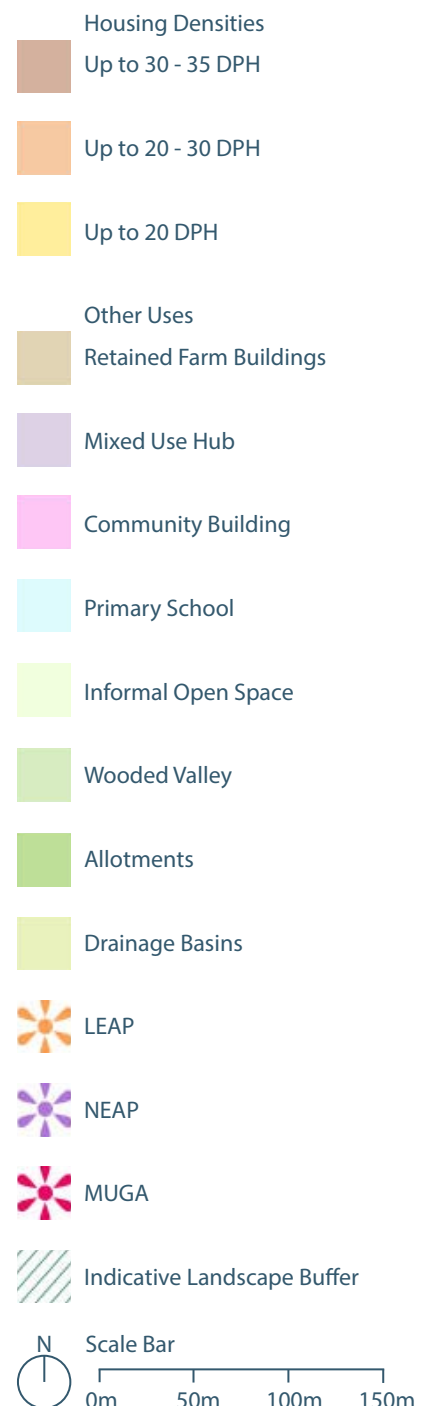 Housing Densities
Up to 30 - 35 DPH
Up to 20 - 30 DPH
Up to 20 DPH
Other Uses
Retained Farm Buildings
Mixed Use Hub
Community Building
Primary School
Informal Open Space
Wooded Valley
Allotments
Drainage Basins
LEAP
NEAP
MUGA
Indicative Landscape Buffer
N Scale Bar
0m 50m 100m 150m